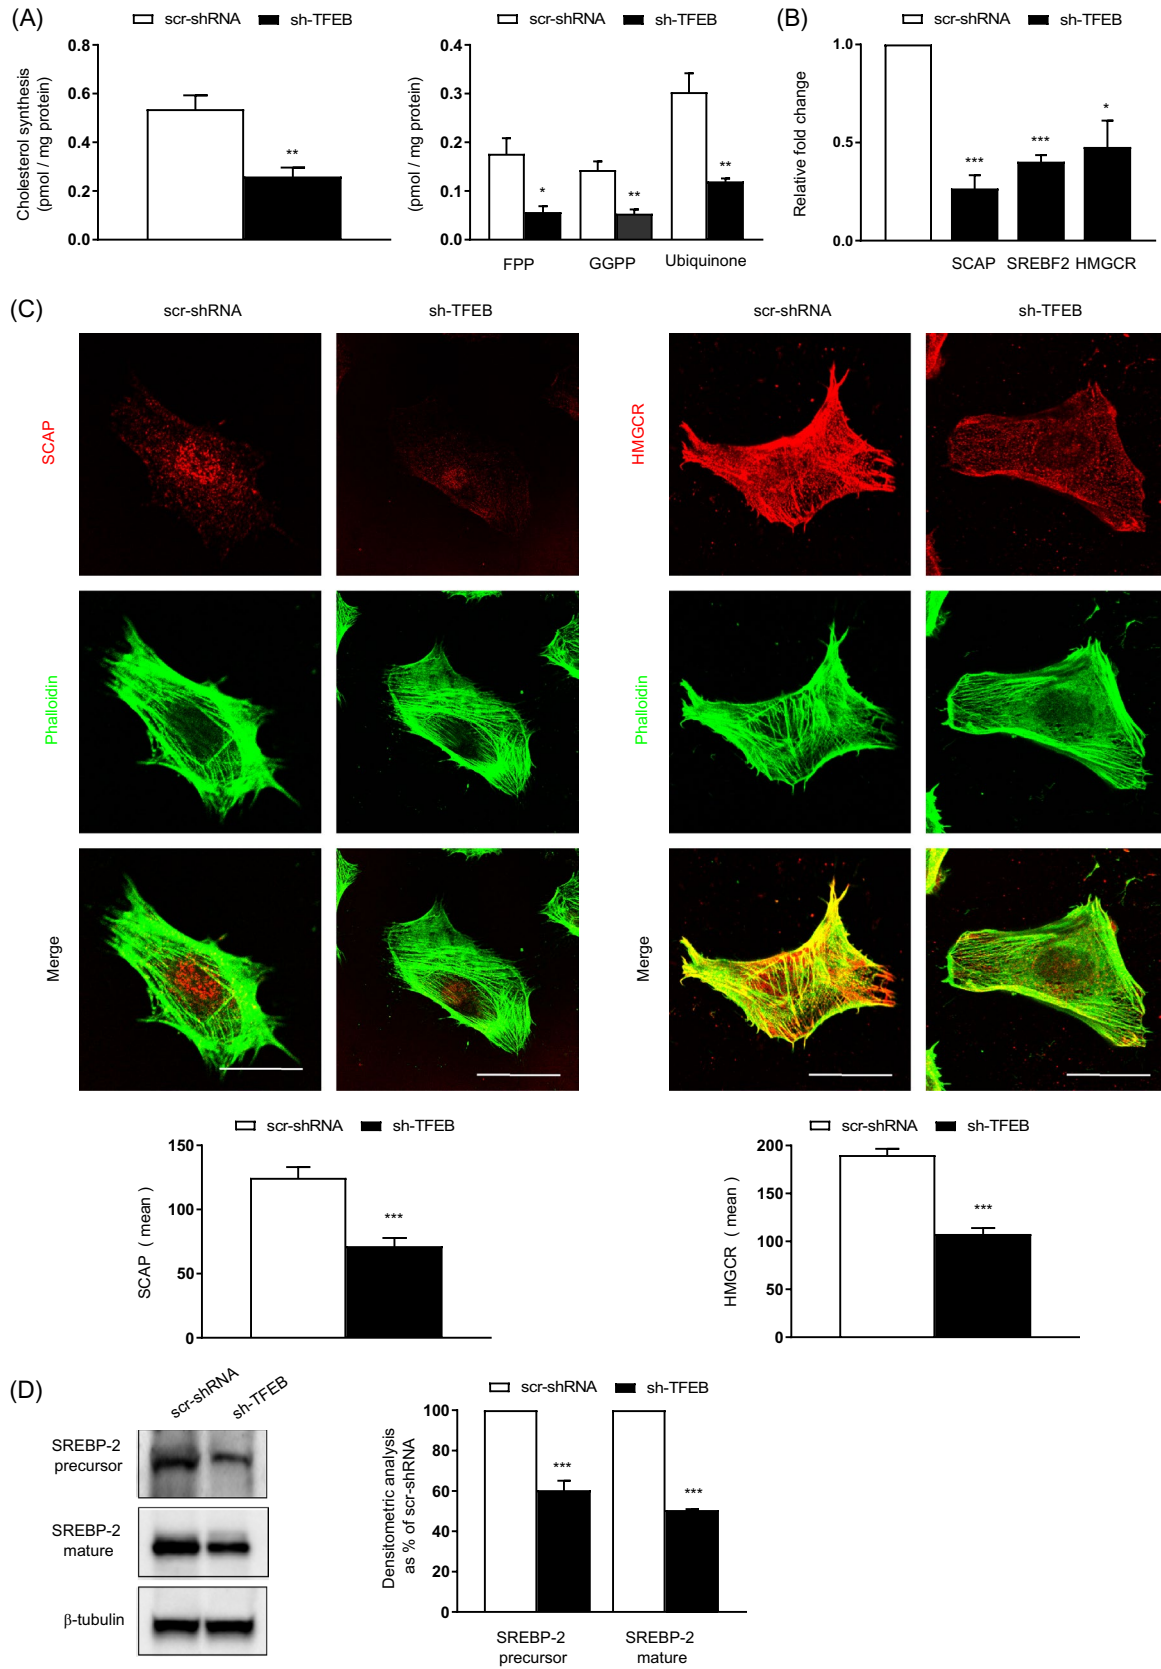 (A)
scr-shRNA
sh-TFEB
Cholesterol synthesis
(pmol / mg protein)
0.8
0.6
0.4
0.2
0.0
**
scr-shRNA
sh-TFEB
(pmol / mg protein)
0.4
0.3
0.2
0.1
0.0
*
**
**
FPP
GGPP
Ubiquinone
(B)
scr-shRNA
sh-TFEB
Relative fold change
1.0
0.5
0.0
***
***
*
SCAP
SREBF2
HMGCR
(C)
scr-shRNA
sh-TFEB
scr-shRNA
sh-TFEB
SCAP
HMGCR
Phalloidin
Phalloidin
Merge
Merge
scr-shRNA
sh-TFEB
SCAP ( mean )
150
100
50
0
***
scr-shRNA
sh-TFEB
HMGCR ( mean )
200
150
100
50
0
***
(D)
scr-shRNA
sh-TFEB
SREBP-2
precursor
SREBP-2
mature
β-tubulin
scr-shRNA
sh-TFEB
Densitometric analysis
as % of scr-shRNA
100
80
60
40
20
0
***
***
SREBP-2
precursor
SREBP-2
mature